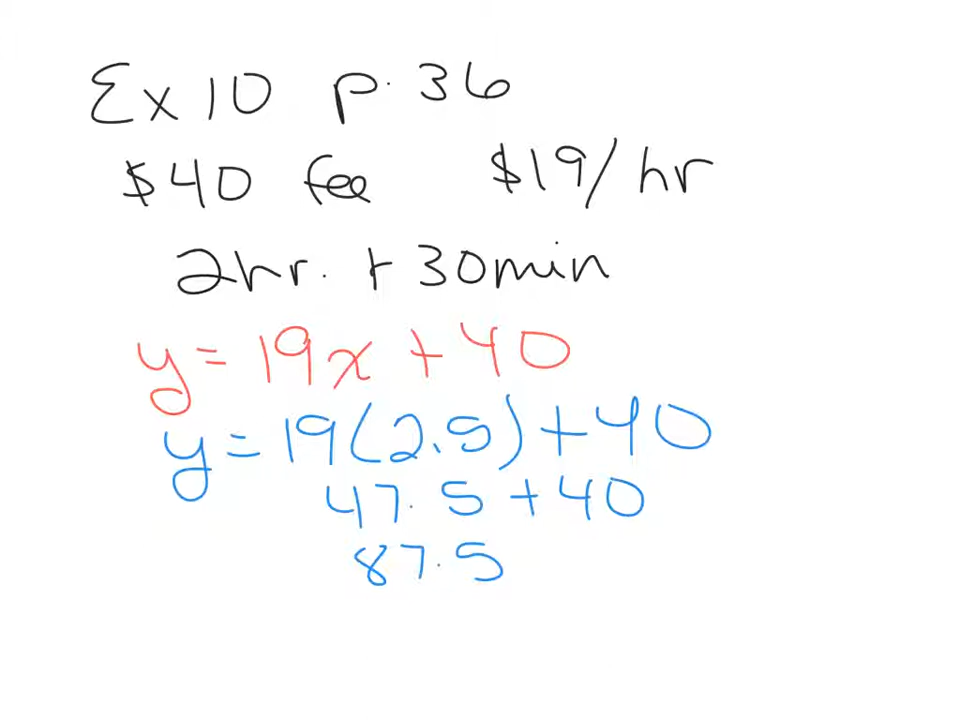 Ex 10 p. 36
$40 fee $19/hr
2hr. + 30min
y = 19x + 40
y = 19(2.5) + 40
47.5 + 40
87.5